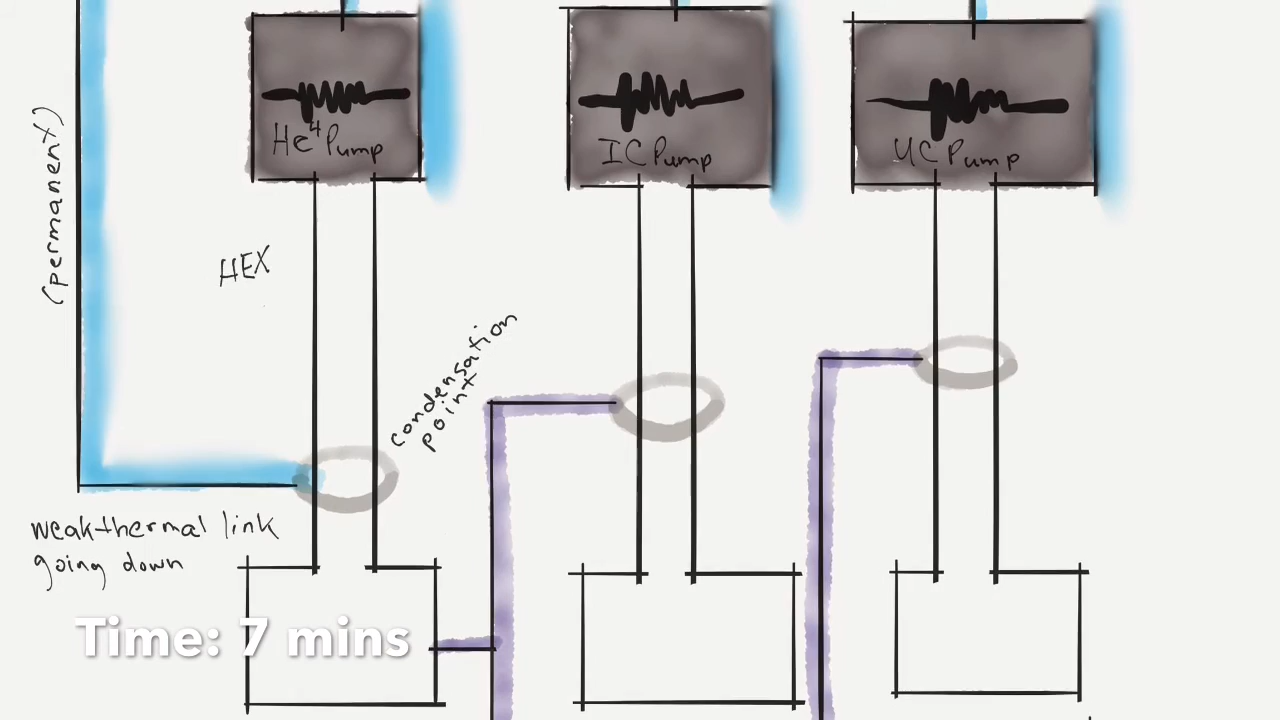 He⁴ Pump
IC Pump
UC Pump
(permanent)
HEX
condensation
point
weak thermal link
going down
Time: 7 mins